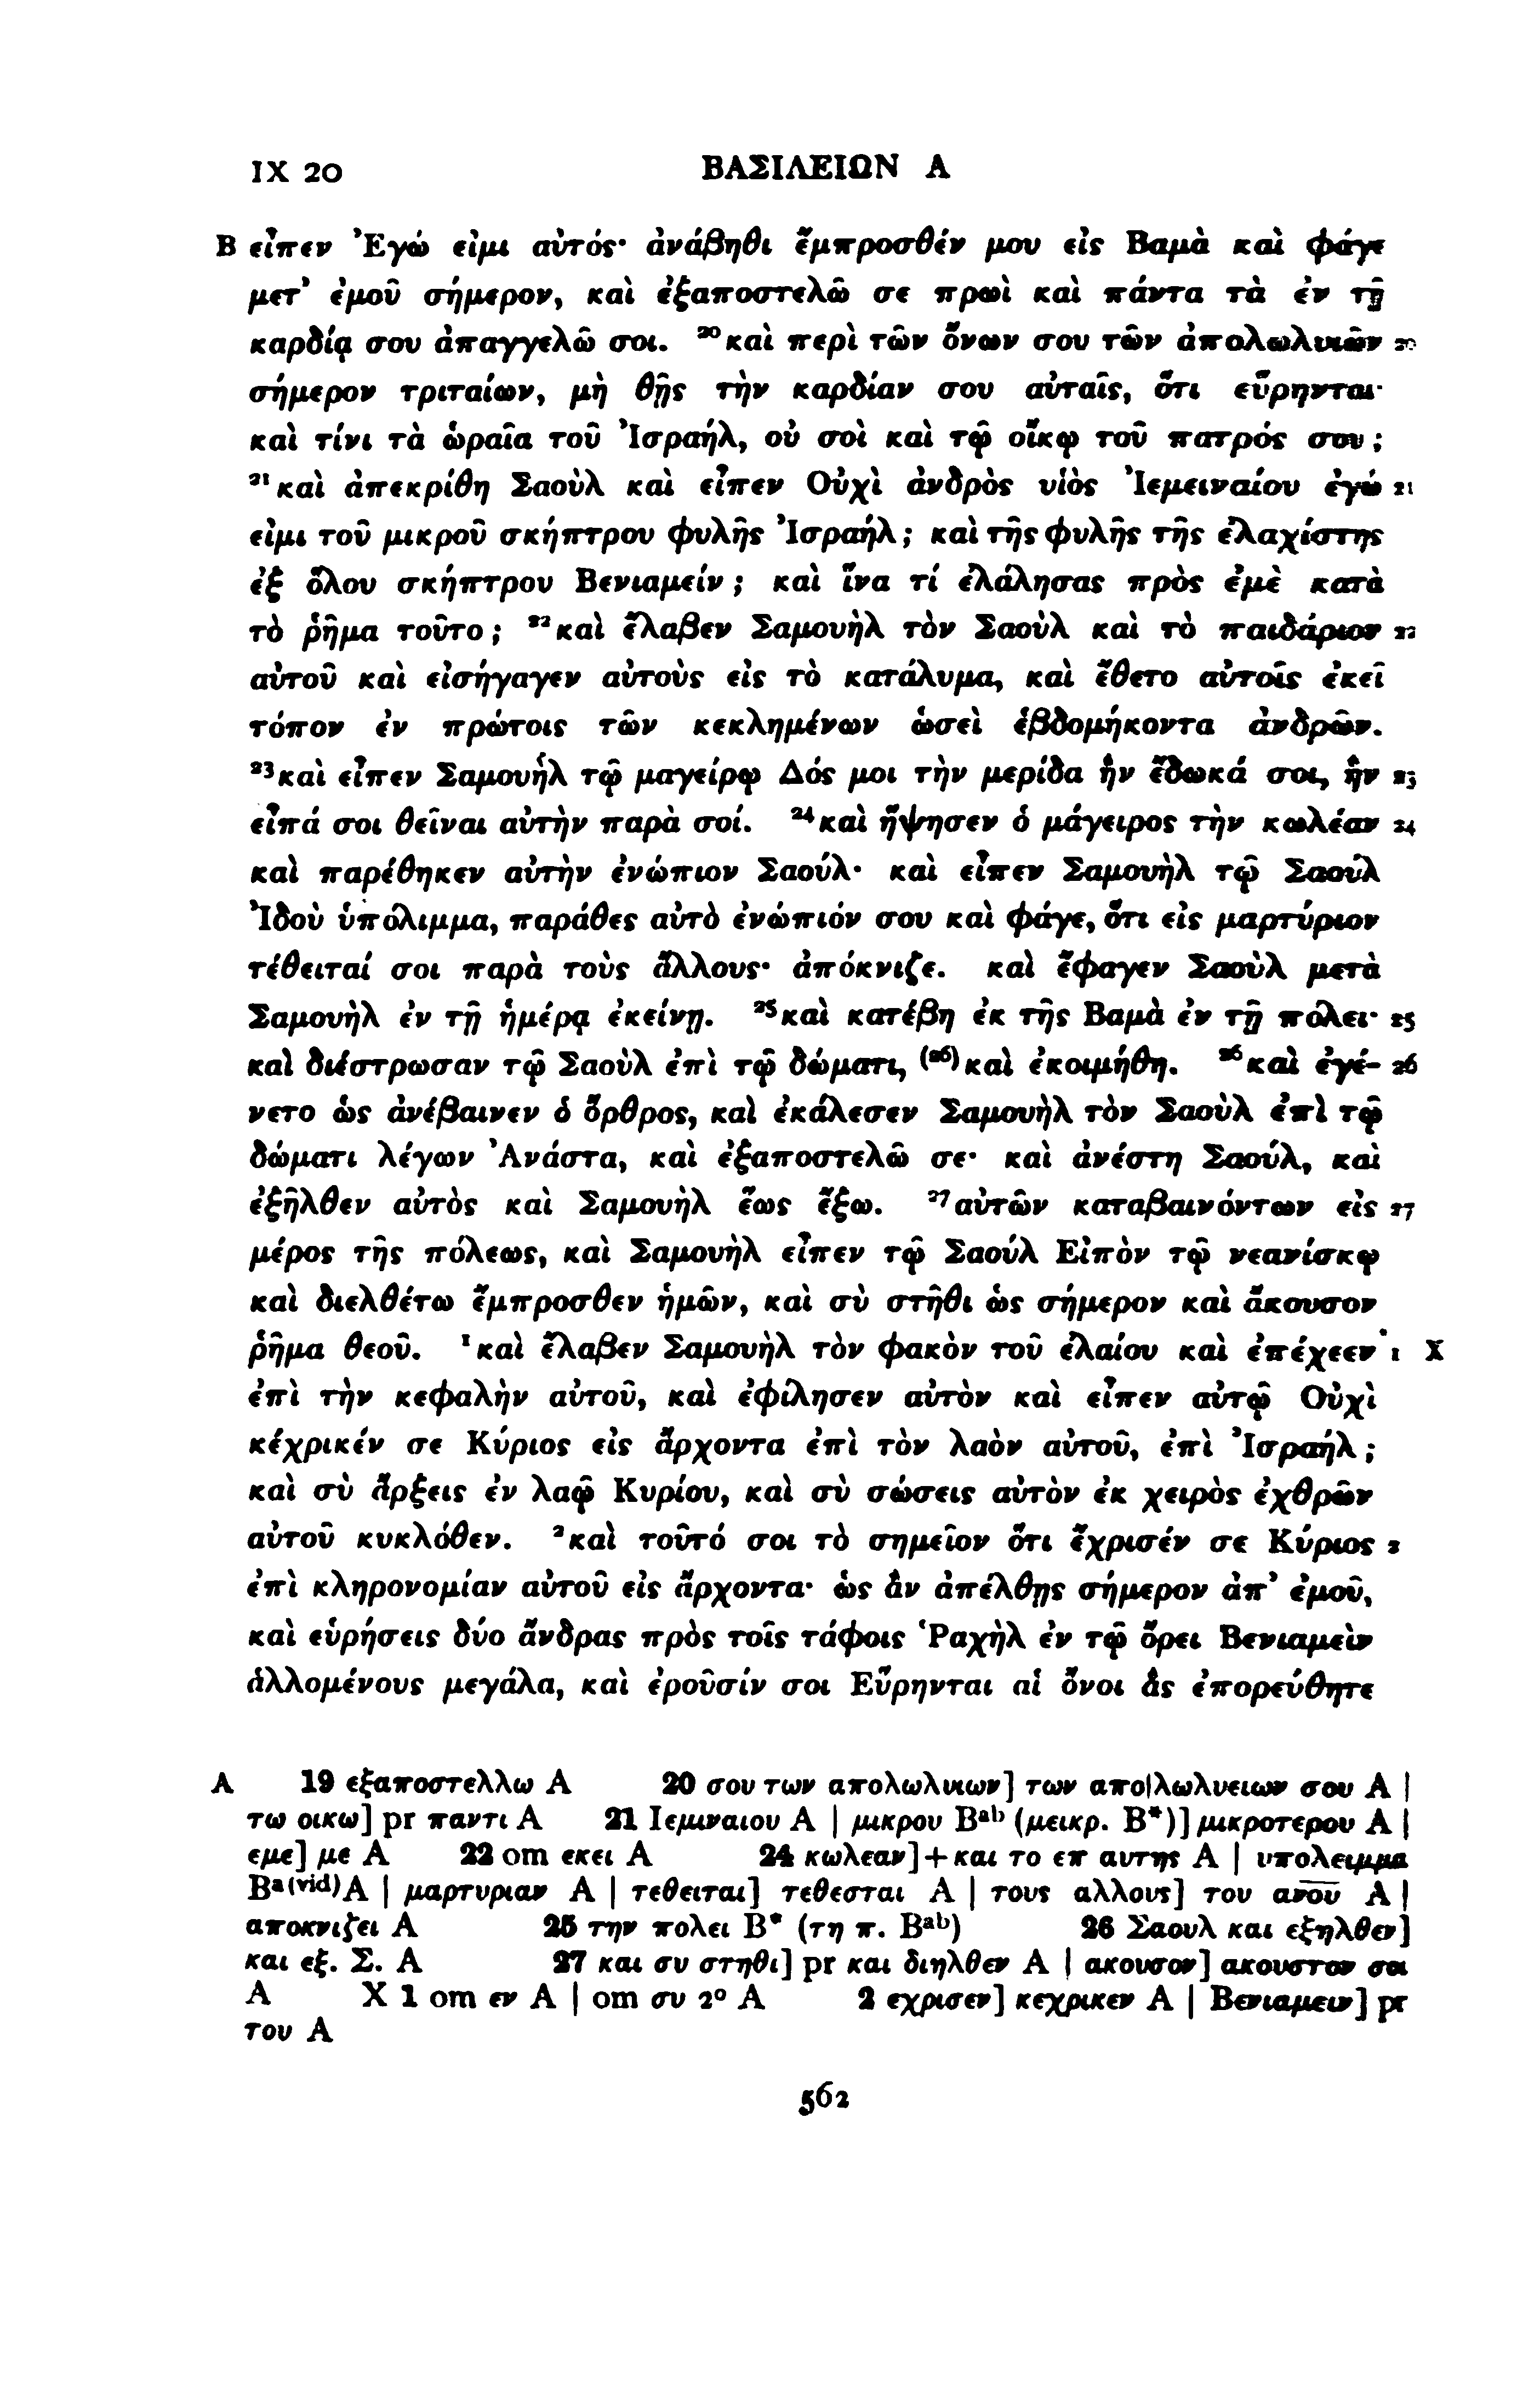 IX 20 ΒΑΣΙΛΕΙΩΝ Α
B εἶπεν Ἐγώ εἰμι αὐτός· ἀνάβηθι ἔμπροσθέν μου εἰς Βαμὰ καὶ φάγε
μετ᾽ ἐμοῦ σήμερον, καὶ ἐξαποστελῶ σε πρωὶ καὶ πάντα τὰ ἐν τῇ
καρδίᾳ σου ἀπαγγελῶ σοι. ²⁰καὶ περὶ τῶν ὄνων σου τῶν ἀπολωλυιῶν 20
σήμερον τριταίων, μὴ θῇς τὴν καρδίαν σου αὐταῖς, ὅτι εὕρηνται·
καὶ τίνι τὰ ὡραῖα τοῦ Ἰσραήλ, οὐ σοὶ καὶ τῷ οἴκῳ τοῦ πατρός σου;
²¹καὶ ἀπεκρίθη Σαοὺλ καὶ εἶπεν Οὐχὶ ἀνδρὸς υἱὸς Ἰεμειναίου ἐγώ 21
εἰμι τοῦ μικροῦ σκήπτρου φυλῆς Ἰσραήλ; καὶ τῆς φυλῆς τῆς ἐλαχίστης
ἐξ ὅλου σκήπτρου Βενιαμείν; καὶ ἵνα τί ἐλάλησας πρὸς ἐμὲ κατὰ
τὸ ῥῆμα τοῦτο; ²²καὶ ἔλαβεν Σαμουὴλ τὸν Σαοὺλ καὶ τὸ παιδάριον 22
αὐτοῦ καὶ εἰσήγαγεν αὐτοὺς εἰς τὸ κατάλυμα, καὶ ἔθετο αὐτοῖς ἐκεῖ
τόπον ἐν πρώτοις τῶν κεκλημένων ὡσεὶ ἑβδομήκοντα ἀνδρῶν.
²³καὶ εἶπεν Σαμουὴλ τῷ μαγείρῳ Δός μοι τὴν μερίδα ἣν ἔδωκά σοι, ἣν 23
εἶπά σοι θεῖναι αὐτὴν παρὰ σοί. ²⁴καὶ ἥψησεν ὁ μάγειρος τὴν κωλέαν 24
καὶ παρέθηκεν αὐτὴν ἐνώπιον Σαούλ· καὶ εἶπεν Σαμουὴλ τῷ Σαούλ
Ἰδοὺ ὑπόλιμμα, παράθες αὐτὸ ἐνώπιόν σου καὶ φάγε, ὅτι εἰς μαρτύριον
τέθειταί σοι παρὰ τοὺς ἄλλους· ἀπόκνιζε. καὶ ἔφαγεν Σαοὺλ μετὰ
Σαμουὴλ ἐν τῇ ἡμέρᾳ ἐκείνῃ. ²⁵καὶ κατέβη ἐκ τῆς Βαμὰ ἐν τῇ πόλει· 25
καὶ διέστρωσαν τῷ Σαοὺλ ἐπὶ τῷ δώματι, ⁽²⁶⁾καὶ ἐκοιμήθη. ²⁶καὶ ἐγέ- 26
νετο ὡς ἀνέβαινεν ὁ ὄρθρος, καὶ ἐκάλεσεν Σαμουὴλ τὸν Σαοὺλ ἐπὶ τῷ
δώματι λέγων Ἀνάστα, καὶ ἐξαποστελῶ σε· καὶ ἀνέστη Σαούλ, καὶ
ἐξῆλθεν αὐτὸς καὶ Σαμουὴλ ἕως ἔξω. ²⁷αὐτῶν καταβαινόντων εἰς 27
μέρος τῆς πόλεως, καὶ Σαμουὴλ εἶπεν τῷ Σαούλ Εἰπὸν τῷ νεανίσκῳ
καὶ διελθέτω ἔμπροσθεν ἡμῶν, καὶ σὺ στῆθι ὡς σήμερον καὶ ἄκουσον
ῥῆμα θεοῦ. ¹καὶ ἔλαβεν Σαμουὴλ τὸν φακὸν τοῦ ἐλαίου καὶ ἐπέχεεν 1 X
ἐπὶ τὴν κεφαλὴν αὐτοῦ, καὶ ἐφίλησεν αὐτὸν καὶ εἶπεν αὐτῷ Οὐχὶ
κέχρικέν σε Κύριος εἰς ἄρχοντα ἐπὶ τὸν λαὸν αὐτοῦ, ἐπὶ Ἰσραήλ;
καὶ σὺ ἄρξεις ἐν λαῷ Κυρίου, καὶ σὺ σώσεις αὐτὸν ἐκ χειρὸς ἐχθρῶν
αὐτοῦ κυκλόθεν. ²καὶ τοῦτό σοι τὸ σημεῖον ὅτι ἔχρισέν σε Κύριος 2
ἐπὶ κληρονομίαν αὐτοῦ εἰς ἄρχοντα· ὡς ἂν ἀπέλθῃς σήμερον ἀπ᾽ ἐμοῦ,
καὶ εὑρήσεις δύο ἄνδρας πρὸς τοῖς τάφοις Ῥαχὴλ ἐν τῷ ὄρει Βενιαμεὶν
ἁλλομένους μεγάλα, καὶ ἐροῦσίν σοι Εὕρηνται αἱ ὄνοι ἃς ἐπορεύθητε
A 19 εξαποστελλω A 20 σου των απολωλυιων] των απο|λωλυειων σου A |
τω οικω] pr παντι A 21 Ιεμιναιου A | μικρου Bᵃᵇ (μεικρ. B*)] μικροτερου A |
εμε] με A 22 om εκει A 24 κωλεαν]+και το επ αυτης A | υπολειμμα
Bᵃ⁽ᵛⁱᵈ⁾A | μαρτυριαν A | τεθειται] τεθεσται A | τους αλλους] του α̅ν̅ο̅υ̅ A |
αποκνιζει A 25 την πολει B* (τη π. Bᵃᵇ) 26 Σαουλ και εξηλθεν]
και εξ. Σ. A 27 και συ στηθι] pr και διηλθεν A | ακουσον] ακουστον σοι
A X 1 om εν A | om συ 2° A 2 εχρισεν] κεχρικεν A | Βενιαμειν] pr
του A
562